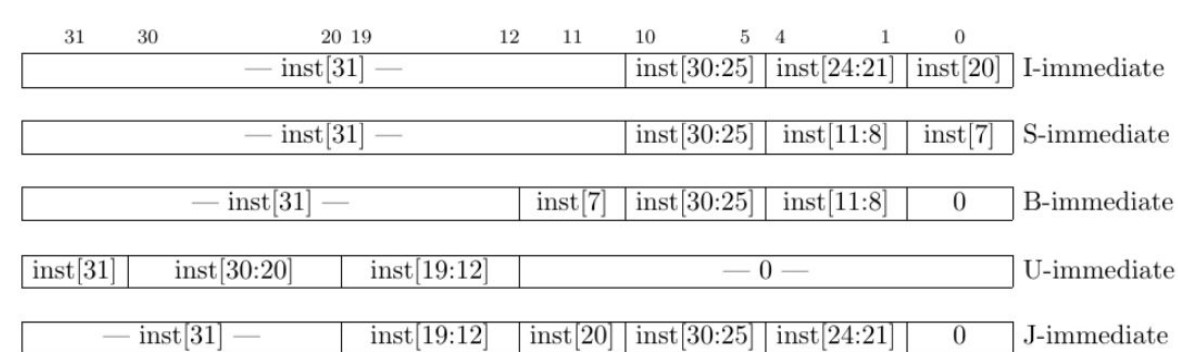 31 30 20 19 12 11 10 5 4 1 0
— inst[31] — inst[30:25] inst[24:21] inst[20] I-immediate
— inst[31] — inst[30:25] inst[11:8] inst[7] S-immediate
— inst[31] — inst[7] inst[30:25] inst[11:8] 0 B-immediate
inst[31] inst[30:20] inst[19:12] — 0 — U-immediate
— inst[31] — inst[19:12] inst[20] inst[30:25] inst[24:21] 0 J-immediate